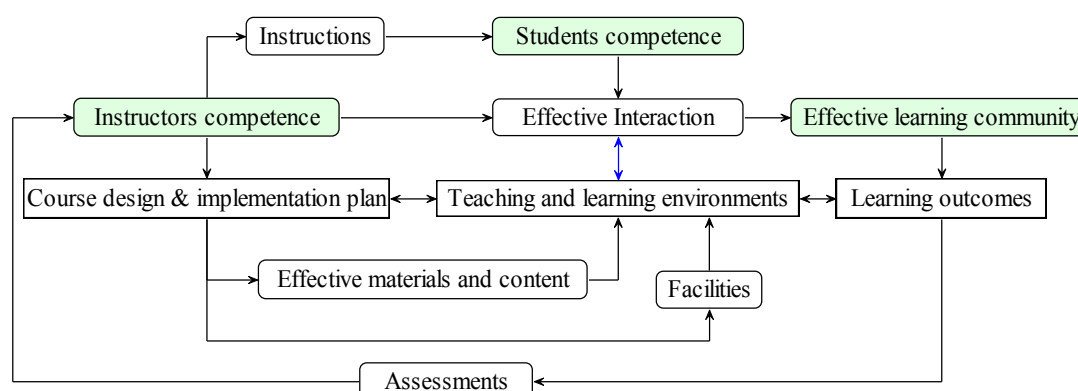 Instructions
Students competence
Instructors competence
Effective Interaction
Effective learning community
Course design & implementation plan
Teaching and learning environments
Learning outcomes
Effective materials and content
Facilities
Assessments